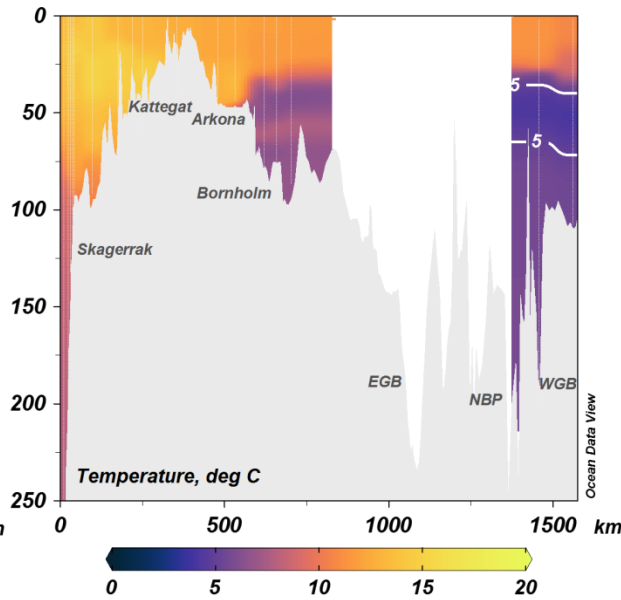 0
50
100
150
200
250
Kattegat
Arkona
Bornholm
Skagerrak
5
5
EGB
NBP
WGB
Temperature, deg C
Ocean Data View
0 500 1000 1500 km
0 5 10 15 20